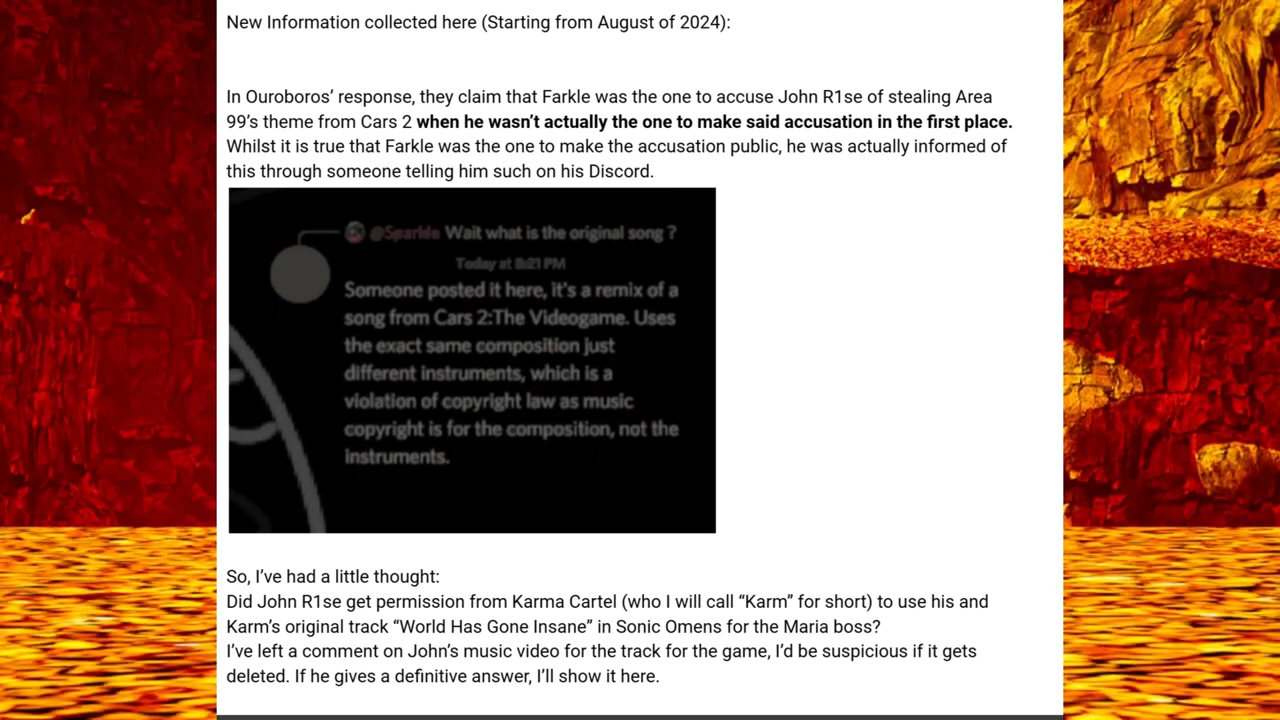 New Information collected here (Starting from August of 2024):
In Ouroboros’ response, they claim that Farkle was the one to accuse John R1se of stealing Area
99’s theme from Cars 2 when he wasn’t actually the one to make said accusation in the first place.
Whilst it is true that Farkle was the one to make the accusation public, he was actually informed of
this through someone telling him such on his Discord.
@Sparkle Wait what is the original song ?
Today at 8:21 PM
Someone posted it here, it's a remix of a
song from Cars 2:The Videogame. Uses
the exact same composition just
different instruments, which is a
violation of copyright law as music
copyright is for the composition, not the
instruments.
So, I’ve had a little thought:
Did John R1se get permission from Karma Cartel (who I will call “Karm” for short) to use his and
Karm’s original track “World Has Gone Insane” in Sonic Omens for the Maria boss?
I’ve left a comment on John’s music video for the track for the game, I’d be suspicious if it gets
deleted. If he gives a definitive answer, I’ll show it here.